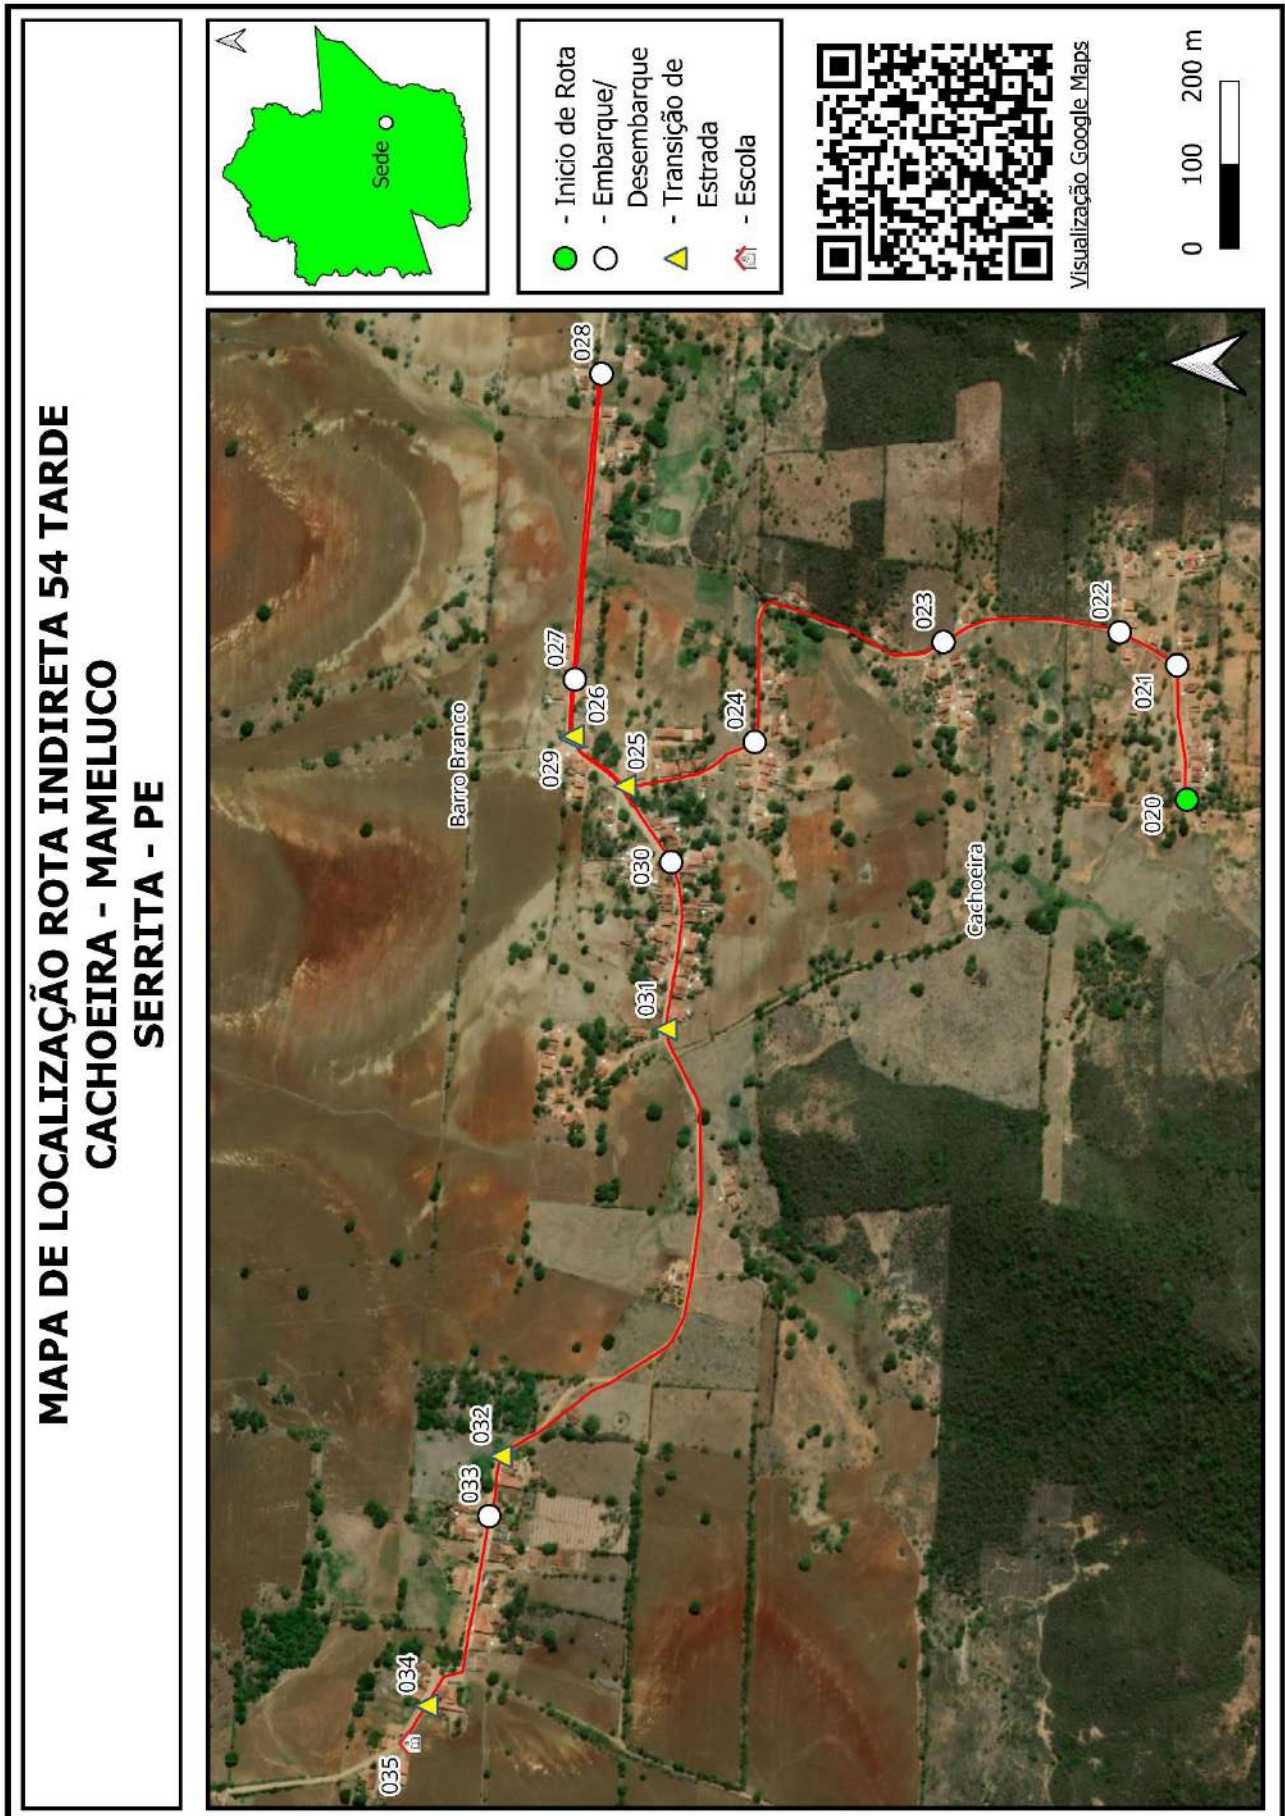 MAPA DE LOCALIZAÇÃO ROTA INDIRETA 54 TARDE
CACHOEIRA - MAMELUCO
SERRITA - PE
035
034
033
032
031
030
029
026
027
028
025
024
023
022
021
020
Barro Branco
Cachoeira
Sede
- Inicio de Rota
- Embarque/
Desembarque
- Transição de
Estrada
- Escola
Visualização Google Maps
0 100 200 m